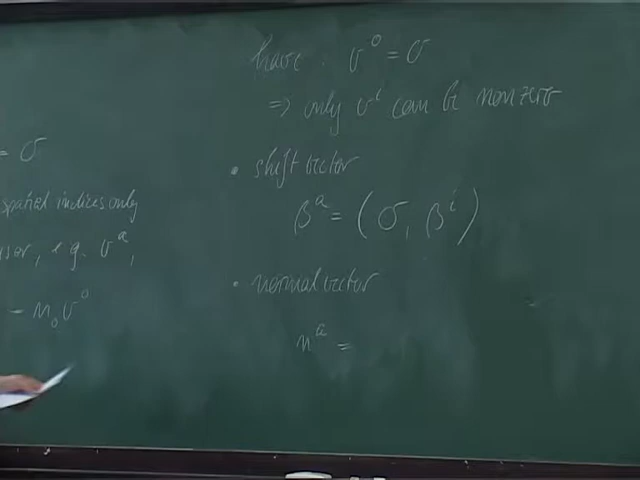 = 0
spatial indices only
e.g. v^a,
= n_0 v^0
have: v^0 = 0
⇒ only v^i can be nonzero
• shift vector
β^a = (0, β^i)
• normal vector
n^a =